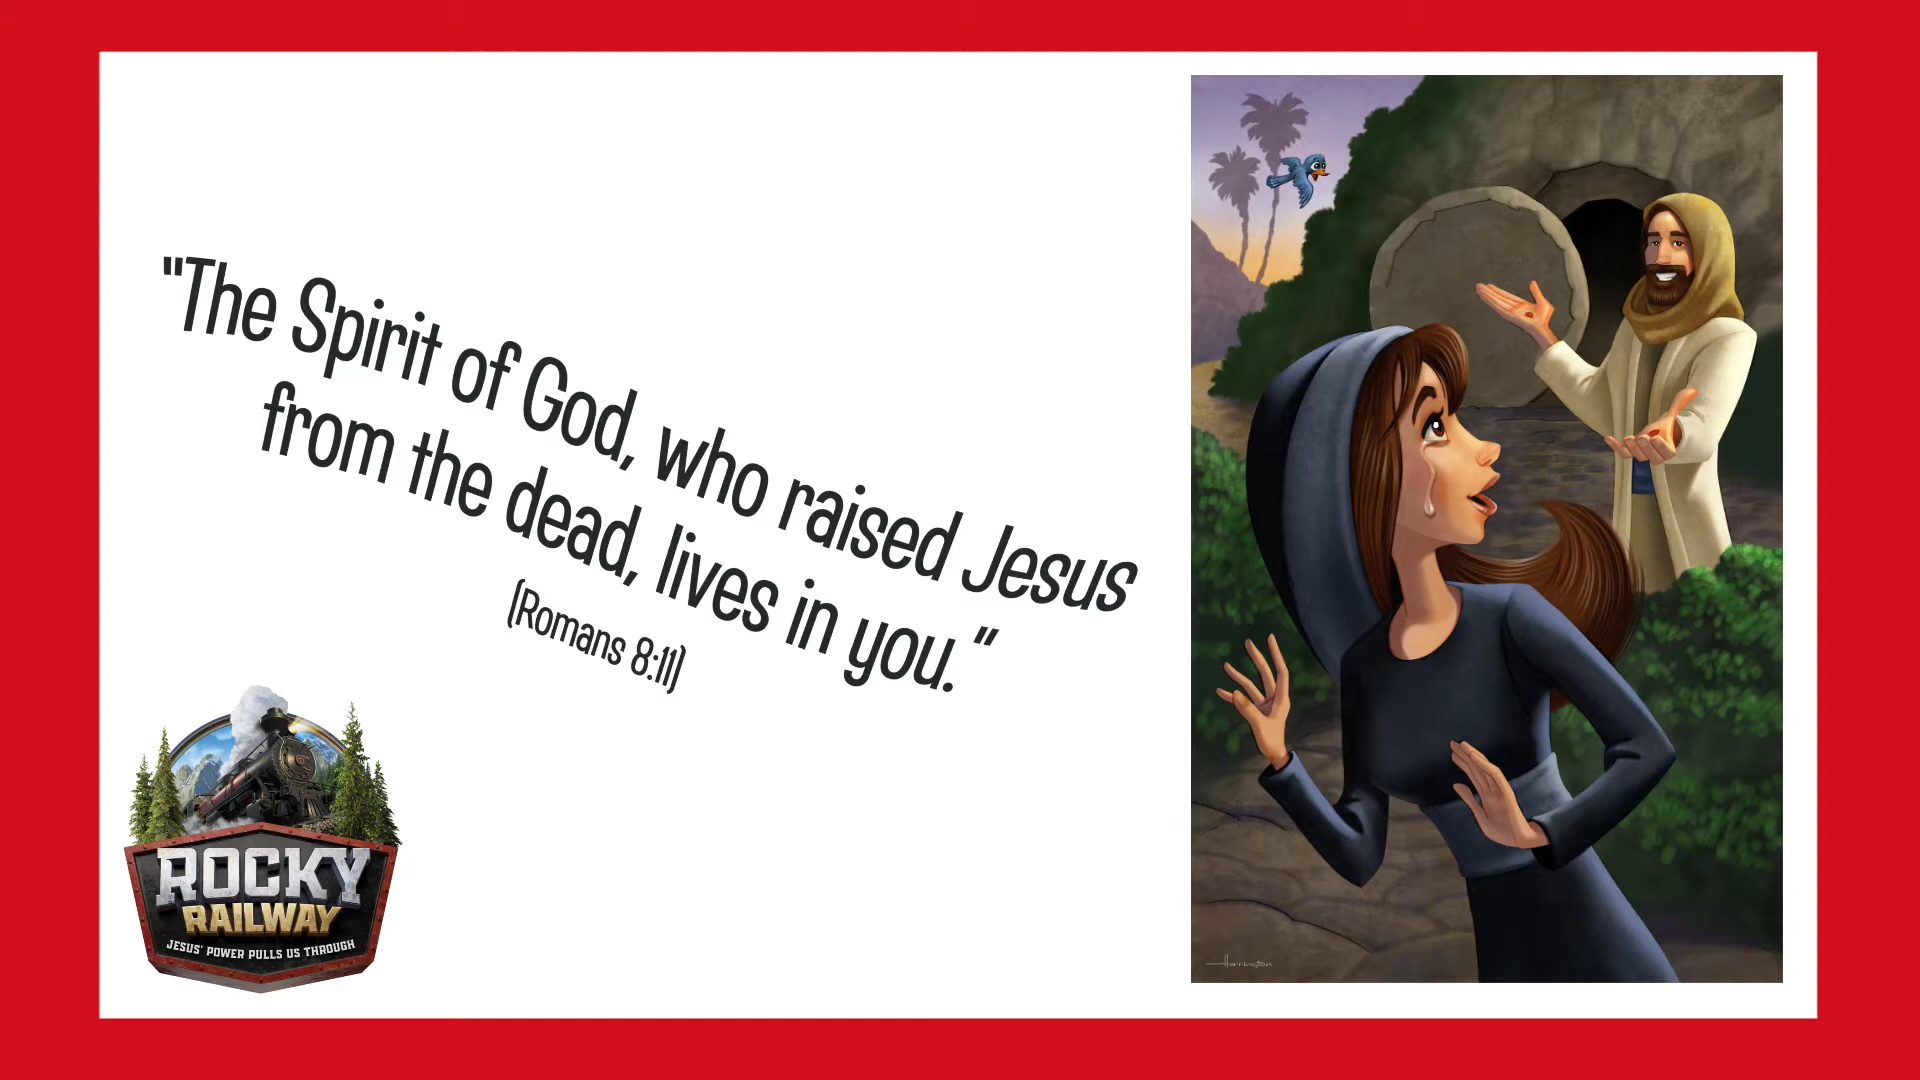 "The Spirit of God, who raised Jesus
from the dead, lives in you."
(Romans 8:11)
ROCKY
RAILWAY
JESUS' POWER PULLS US THROUGH
Herrington